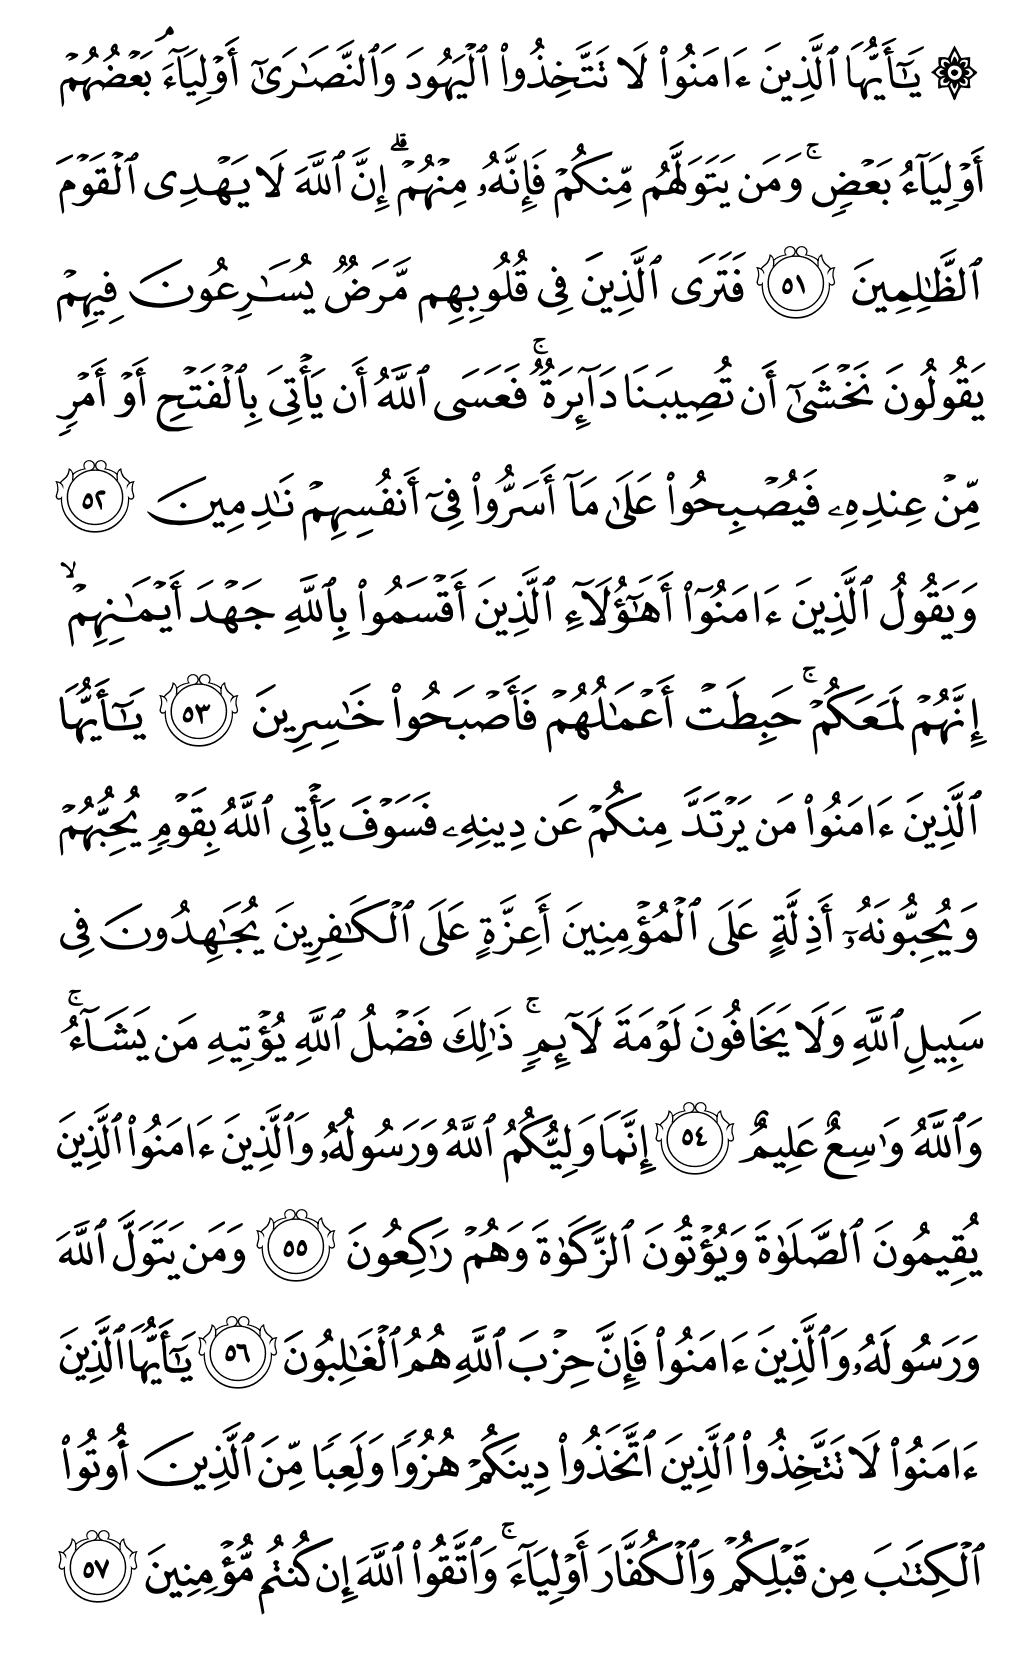 ۞ يَٰٓأَيُّهَا ٱلَّذِينَ ءَامَنُوا۟ لَا تَتَّخِذُوا۟ ٱلْيَهُودَ وَٱلنَّصَٰرَىٰٓ أَوْلِيَآءَ ۘ بَعْضُهُمْ
أَوْلِيَآءُ بَعْضٍ ۚ وَمَن يَتَوَلَّهُم مِّنكُمْ فَإِنَّهُۥ مِنْهُمْ ۗ إِنَّ ٱللَّهَ لَا يَهْدِى ٱلْقَوْمَ
ٱلظَّٰلِمِينَ ٥١ فَتَرَى ٱلَّذِينَ فِى قُلُوبِهِم مَّرَضٌ يُسَٰرِعُونَ فِيهِمْ
يَقُولُونَ نَخْشَىٰٓ أَن تُصِيبَنَا دَآئِرَةٌ ۚ فَعَسَى ٱللَّهُ أَن يَأْتِىَ بِٱلْفَتْحِ أَوْ أَمْرٍ
مِّنْ عِندِهِۦ فَيُصْبِحُوا۟ عَلَىٰ مَآ أَسَرُّوا۟ فِىٓ أَنفُسِهِمْ نَٰدِمِينَ ٥٢
وَيَقُولُ ٱلَّذِينَ ءَامَنُوٓا۟ أَهَٰٓؤُلَآءِ ٱلَّذِينَ أَقْسَمُوا۟ بِٱللَّهِ جَهْدَ أَيْمَٰنِهِمْ ۙ
إِنَّهُمْ لَمَعَكُمْ ۚ حَبِطَتْ أَعْمَٰلُهُمْ فَأَصْبَحُوا۟ خَٰسِرِينَ ٥٣ يَٰٓأَيُّهَا
ٱلَّذِينَ ءَامَنُوا۟ مَن يَرْتَدَّ مِنكُمْ عَن دِينِهِۦ فَسَوْفَ يَأْتِى ٱللَّهُ بِقَوْمٍ يُحِبُّهُمْ
وَيُحِبُّونَهُۥٓ أَذِلَّةٍ عَلَى ٱلْمُؤْمِنِينَ أَعِزَّةٍ عَلَى ٱلْكَٰفِرِينَ يُجَٰهِدُونَ فِى
سَبِيلِ ٱللَّهِ وَلَا يَخَافُونَ لَوْمَةَ لَآئِمٍ ۚ ذَٰلِكَ فَضْلُ ٱللَّهِ يُؤْتِيهِ مَن يَشَآءُ ۚ
وَٱللَّهُ وَٰسِعٌ عَلِيمٌ ٥٤ إِنَّمَا وَلِيُّكُمُ ٱللَّهُ وَرَسُولُهُۥ وَٱلَّذِينَ ءَامَنُوا۟ ٱلَّذِينَ
يُقِيمُونَ ٱلصَّلَوٰةَ وَيُؤْتُونَ ٱلزَّكَوٰةَ وَهُمْ رَٰكِعُونَ ٥٥ وَمَن يَتَوَلَّ ٱللَّهَ
وَرَسُولَهُۥ وَٱلَّذِينَ ءَامَنُوا۟ فَإِنَّ حِزْبَ ٱللَّهِ هُمُ ٱلْغَٰلِبُونَ ٥٦ يَٰٓأَيُّهَا ٱلَّذِينَ
ءَامَنُوا۟ لَا تَتَّخِذُوا۟ ٱلَّذِينَ ٱتَّخَذُوا۟ دِينَكُمْ هُزُوًا وَلَعِبًا مِّنَ ٱلَّذِينَ أُوتُوا۟
ٱلْكِتَٰبَ مِن قَبْلِكُمْ وَٱلْكُفَّارَ أَوْلِيَآءَ ۚ وَٱتَّقُوا۟ ٱللَّهَ إِن كُنتُم مُّؤْمِنِينَ ٥٧